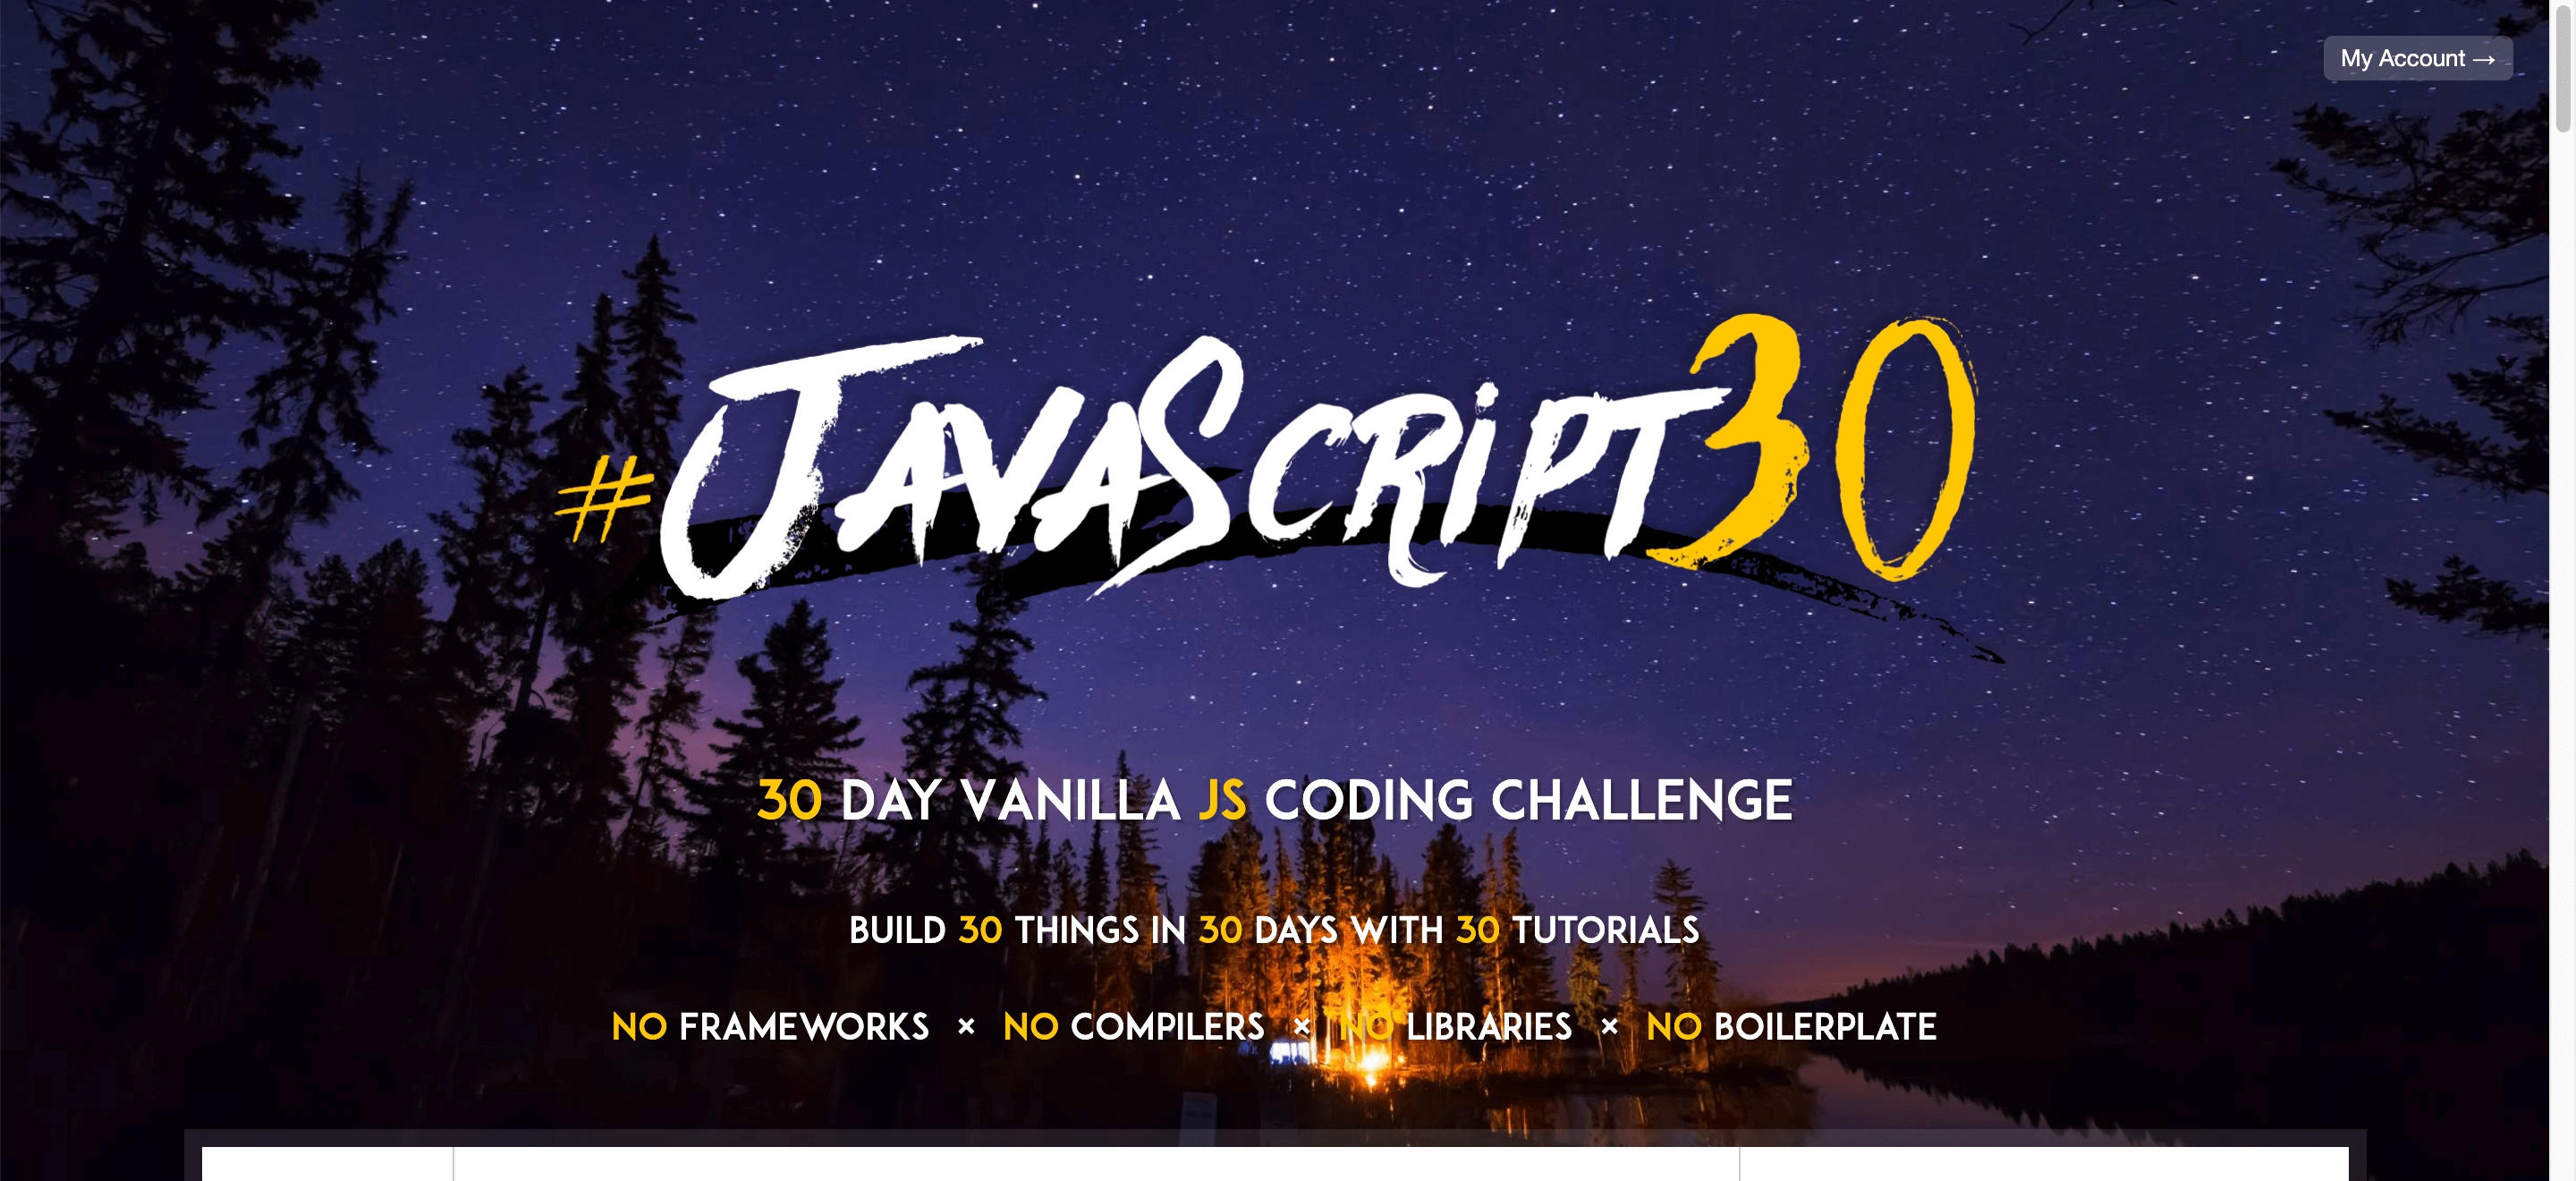 My Account →
#JavaScript30
30 DAY VANILLA JS CODING CHALLENGE
BUILD 30 THINGS IN 30 DAYS WITH 30 TUTORIALS
NO FRAMEWORKS × NO COMPILERS × NO LIBRARIES × NO BOILERPLATE